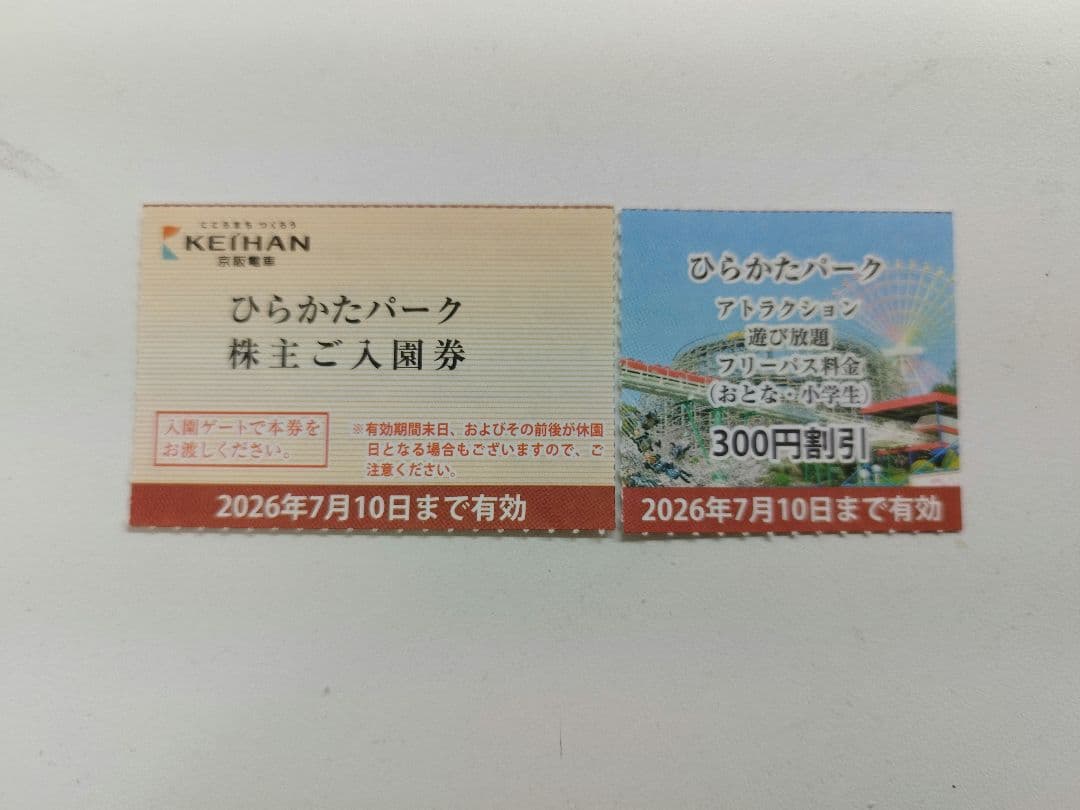 こころまち つくろう
KEIHAN
京阪電車
ひらかたパーク
株主ご入園券
入園ゲートで本券を
お渡しください。
※有効期間末日、およびその前後が休園
日となる場合もございますので、ご
注意ください。
2026年7月10日まで有効
ひらかたパーク
アトラクション
遊び放題
フリーパス料金
（おとな・小学生）
300円割引
2026年7月10日まで有効